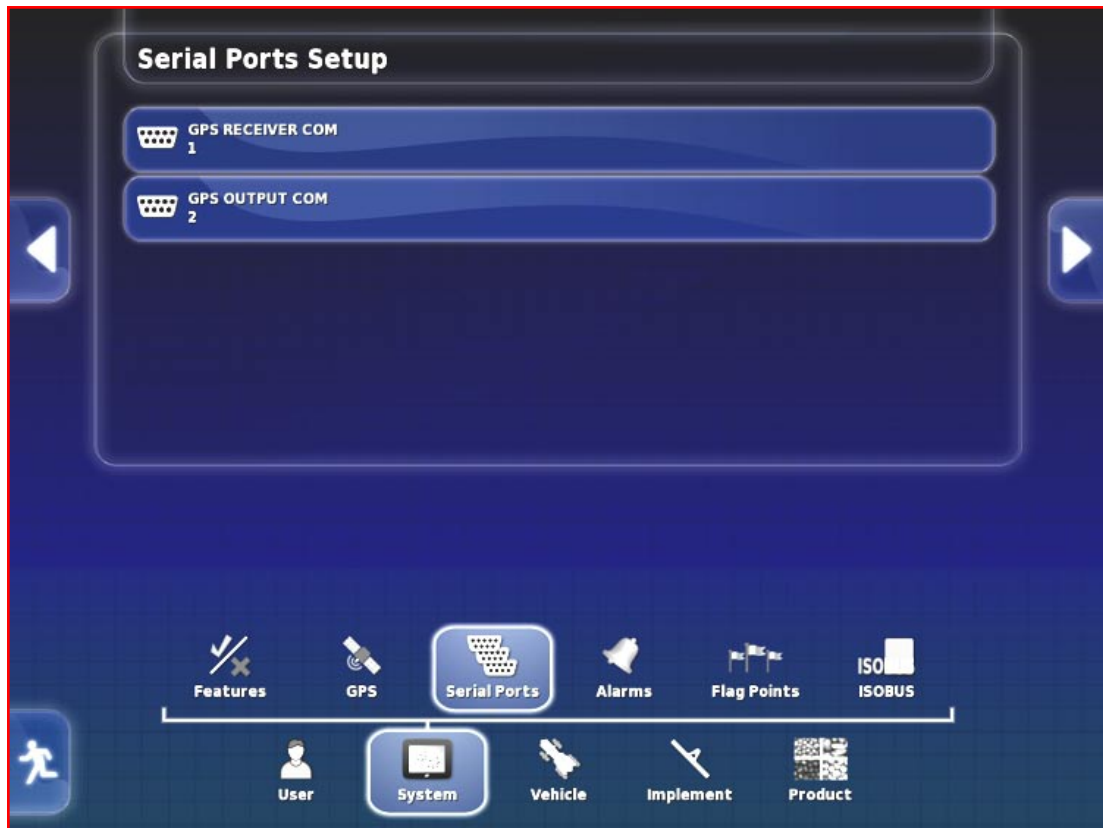 Serial Ports Setup
GPS RECEIVER COM
1
GPS OUTPUT COM
2
Features
GPS
Serial Ports
Alarms
Flag Points
ISO
ISOBUS
User
System
Vehicle
Implement
Product